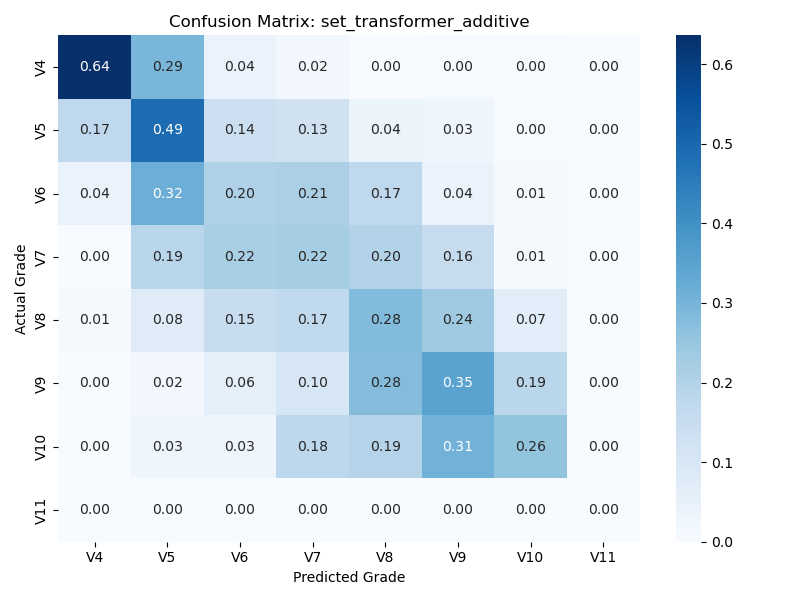 Confusion Matrix: set_transformer_additive
V4 0.64 0.29 0.04 0.02 0.00 0.00 0.00 0.00
V5 0.17 0.49 0.14 0.13 0.04 0.03 0.00 0.00
V6 0.04 0.32 0.20 0.21 0.17 0.04 0.01 0.00
V7 0.00 0.19 0.22 0.22 0.20 0.16 0.01 0.00
V8 0.01 0.08 0.15 0.17 0.28 0.24 0.07 0.00
V9 0.00 0.02 0.06 0.10 0.28 0.35 0.19 0.00
V10 0.00 0.03 0.03 0.18 0.19 0.31 0.26 0.00
V11 0.00 0.00 0.00 0.00 0.00 0.00 0.00 0.00
V4 V5 V6 V7 V8 V9 V10 V11
Predicted Grade
Actual Grade
0.6
0.5
0.4
0.3
0.2
0.1
0.0